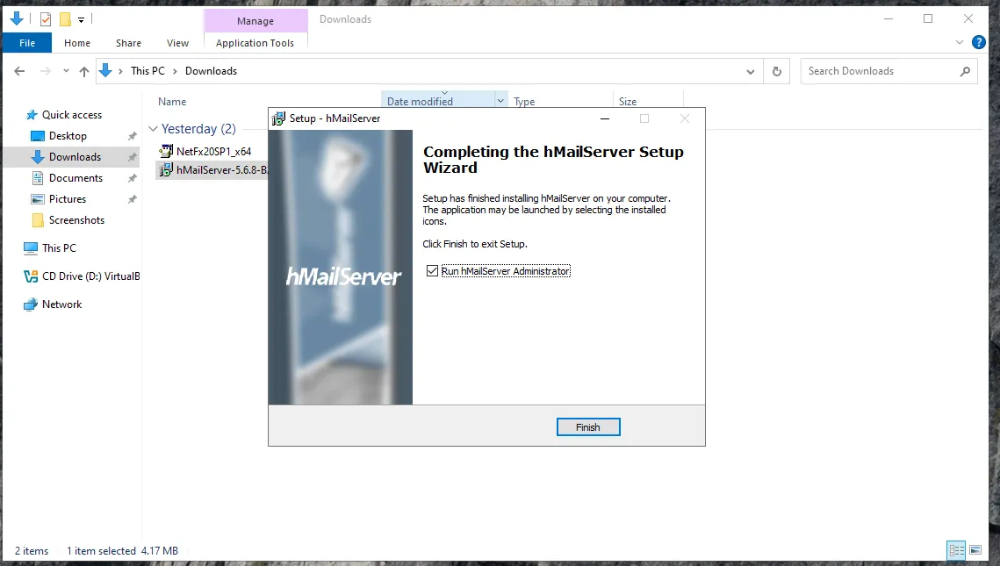 Manage
Downloads
File
Home
Share
View
Application Tools
?
This PC
Downloads
Search Downloads
Name
Date modified
Type
Size
Quick access
Desktop
Downloads
Documents
Pictures
Screenshots
This PC
CD Drive (D:) VirtualB
Network
Yesterday (2)
NetFx20SP1_x64
hMailServer-5.6.8-B
Setup - hMailServer
hMailServer
Completing the hMailServer Setup
Wizard
Setup has finished installing hMailServer on your computer.
The application may be launched by selecting the installed
icons.
Click Finish to exit Setup.
Run hMailServer Administrator
Finish
2 items
1 item selected 4.17 MB